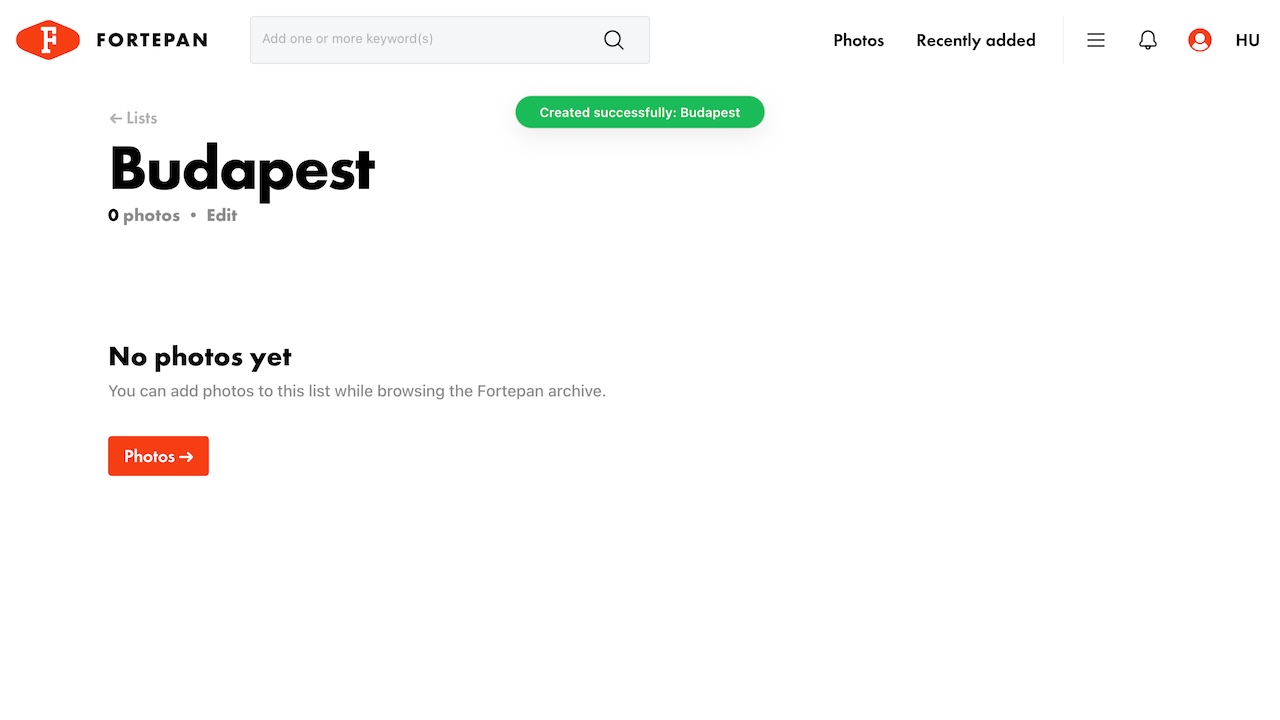 F FORTEPAN
Add one or more keyword(s)
Photos
Recently added
HU
Created successfully: Budapest
← Lists
Budapest
0 photos • Edit
No photos yet
You can add photos to this list while browsing the Fortepan archive.
Photos →